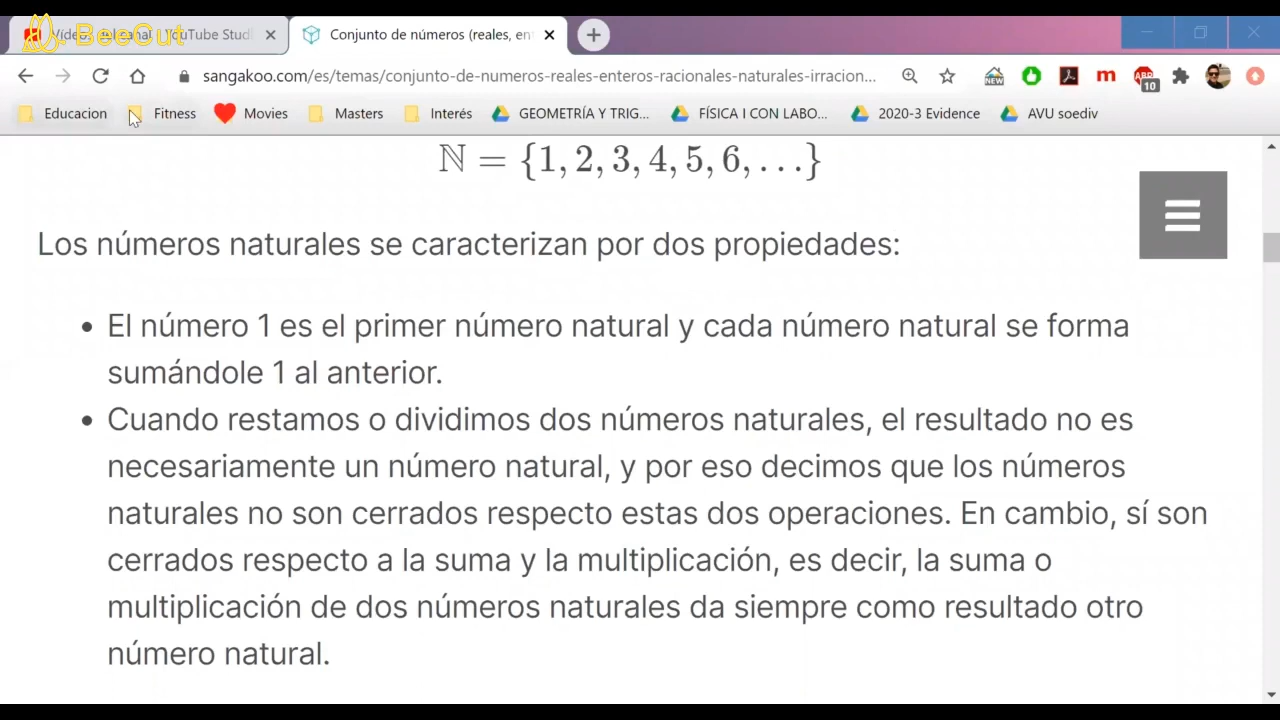 BeeCut
YouTube Stud
Conjunto de números (reales, en
sangakoo.com/es/temas/conjunto-de-numeros-reales-enteros-racionales-naturales-irracion...
NEW
m
ABP
10
Educacion
Fitness
Movies
Masters
Interés
GEOMETRÍA Y TRIG...
FÍSICA I CON LABO...
2020-3 Evidence
AVU soediv
ℕ = {1, 2, 3, 4, 5, 6, ...}
Los números naturales se caracterizan por dos propiedades:
• El número 1 es el primer número natural y cada número natural se forma
sumándole 1 al anterior.
• Cuando restamos o dividimos dos números naturales, el resultado no es
necesariamente un número natural, y por eso decimos que los números
naturales no son cerrados respecto estas dos operaciones. En cambio, sí son
cerrados respecto a la suma y la multiplicación, es decir, la suma o
multiplicación de dos números naturales da siempre como resultado otro
número natural.